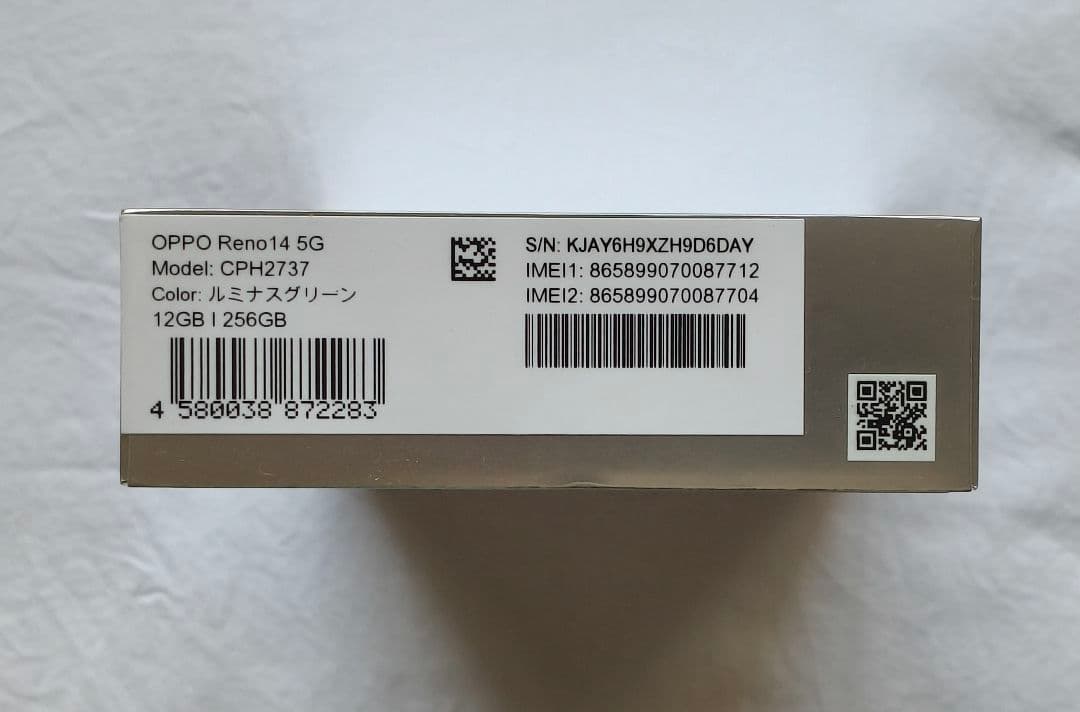 OPPO Reno14 5G
Model: CPH2737
Color: ルミナスグリーン
12GB | 256GB
4 580038 872283
S/N: KJAY6H9XZH9D6DAY
IMEI1: 865899070087712
IMEI2: 865899070087704